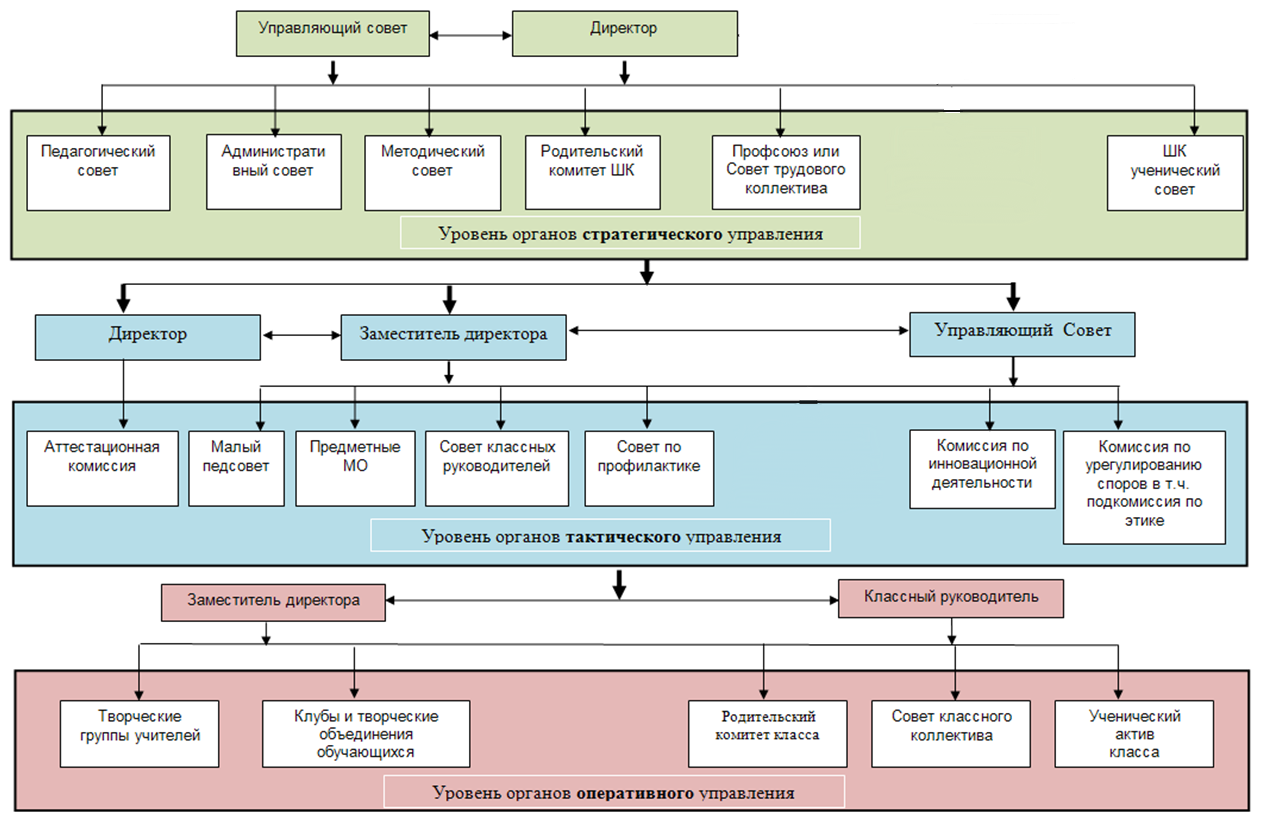 Управляющий совет
Директор
Педагогический
совет
Администрати
вный совет
Методический
совет
Родительский
комитет ШК
Профсоюз или
Совет трудового
коллектива
ШК
ученический
совет
Уровень органов стратегического управления
Директор
Заместитель директора
Управляющий Совет
Аттестационная
комиссия
Малый
педсовет
Предметные
МО
Совет классных
руководителей
Совет по
профилактике
Комиссия по
инновационной
деятельности
Комиссия по
урегулированию
споров в т.ч.
подкомиссия по
этике
Уровень органов тактического управления
Заместитель директора
Классный руководитель
Творческие
группы учителей
Клубы и творческие
объединения
обучающихся
Родительский
комитет класса
Совет классного
коллектива
Ученический
актив
класса
Уровень органов оперативного управления